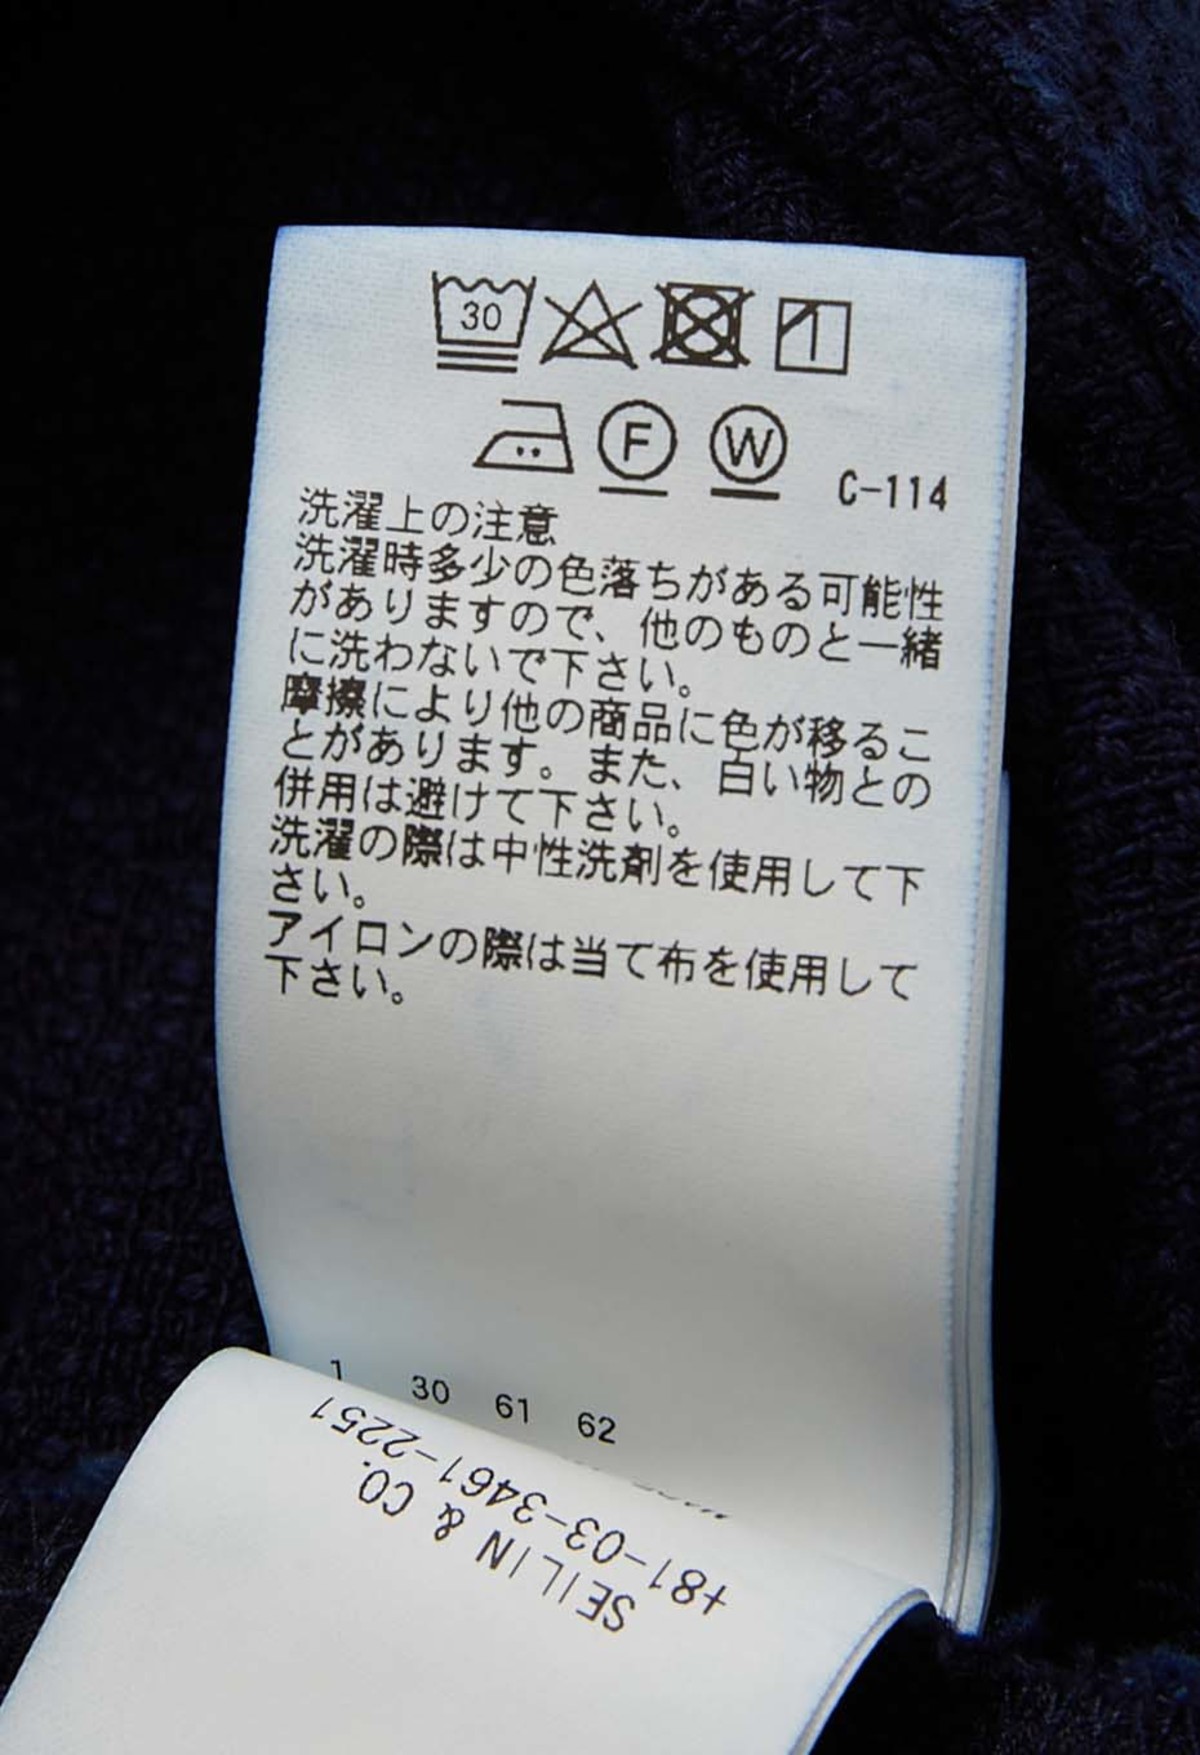 30
F W C-114
洗濯上の注意
洗濯時多少の色落ちがある可能性
がありますので、他のものと一緒
に洗わないで下さい。
摩擦により他の商品に色が移るこ
とがあります。また、白い物との
併用は避けて下さい。
洗濯の際は中性洗剤を使用して下
さい。
アイロンの際は当て布を使用して
下さい。
1 30 61 62
SEILIN & CO.
+81-03-3461-2251